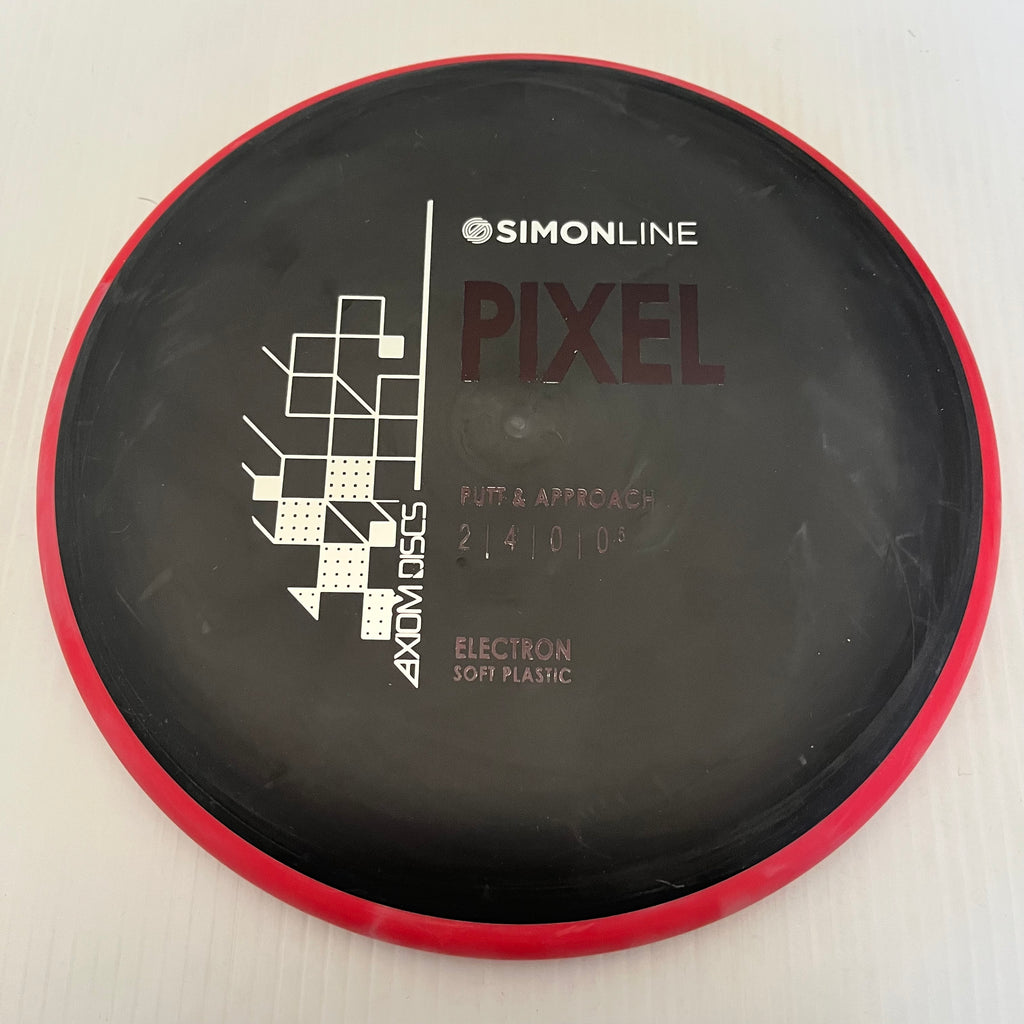 SIMONLINE
PIXEL
PUTT & APPROACH
2 | 4 | 0 | 0.5
ELECTRON
SOFT PLASTIC
AXIOM DISCS